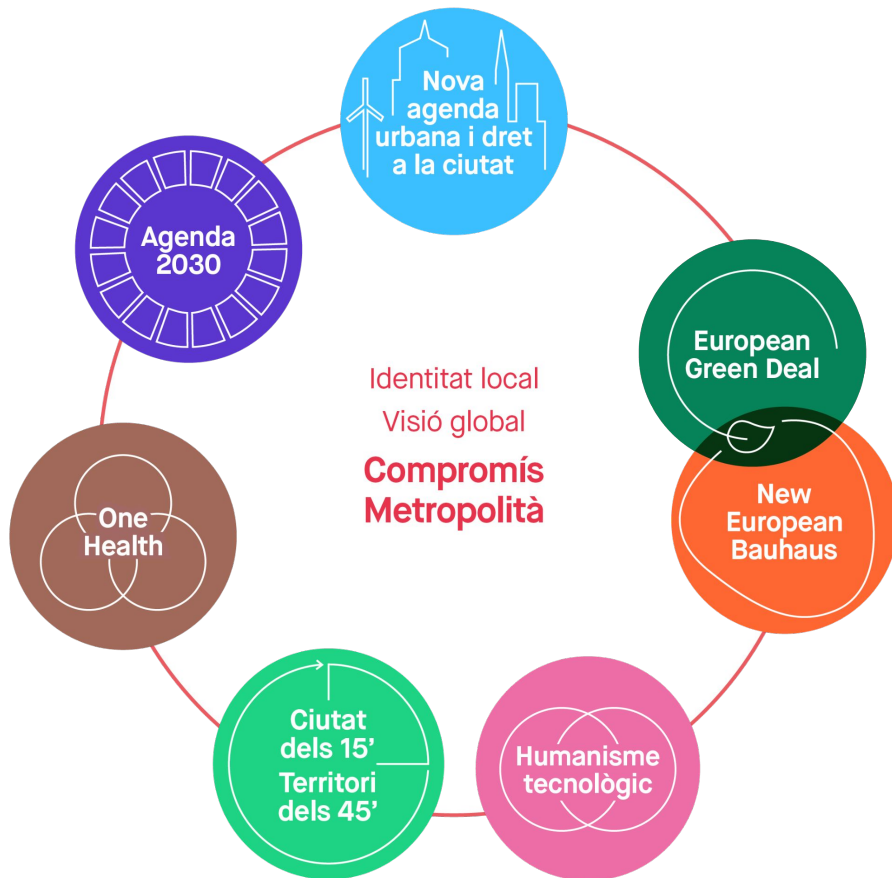 Nova
agenda
urbana i dret
a la ciutat
Agenda
2030
European
Green Deal
Identitat local
Visió global
Compromís
Metropolità
New
European
Bauhaus
One
Health
Ciutat
dels 15’
Territori
dels 45’
Humanisme
tecnològic